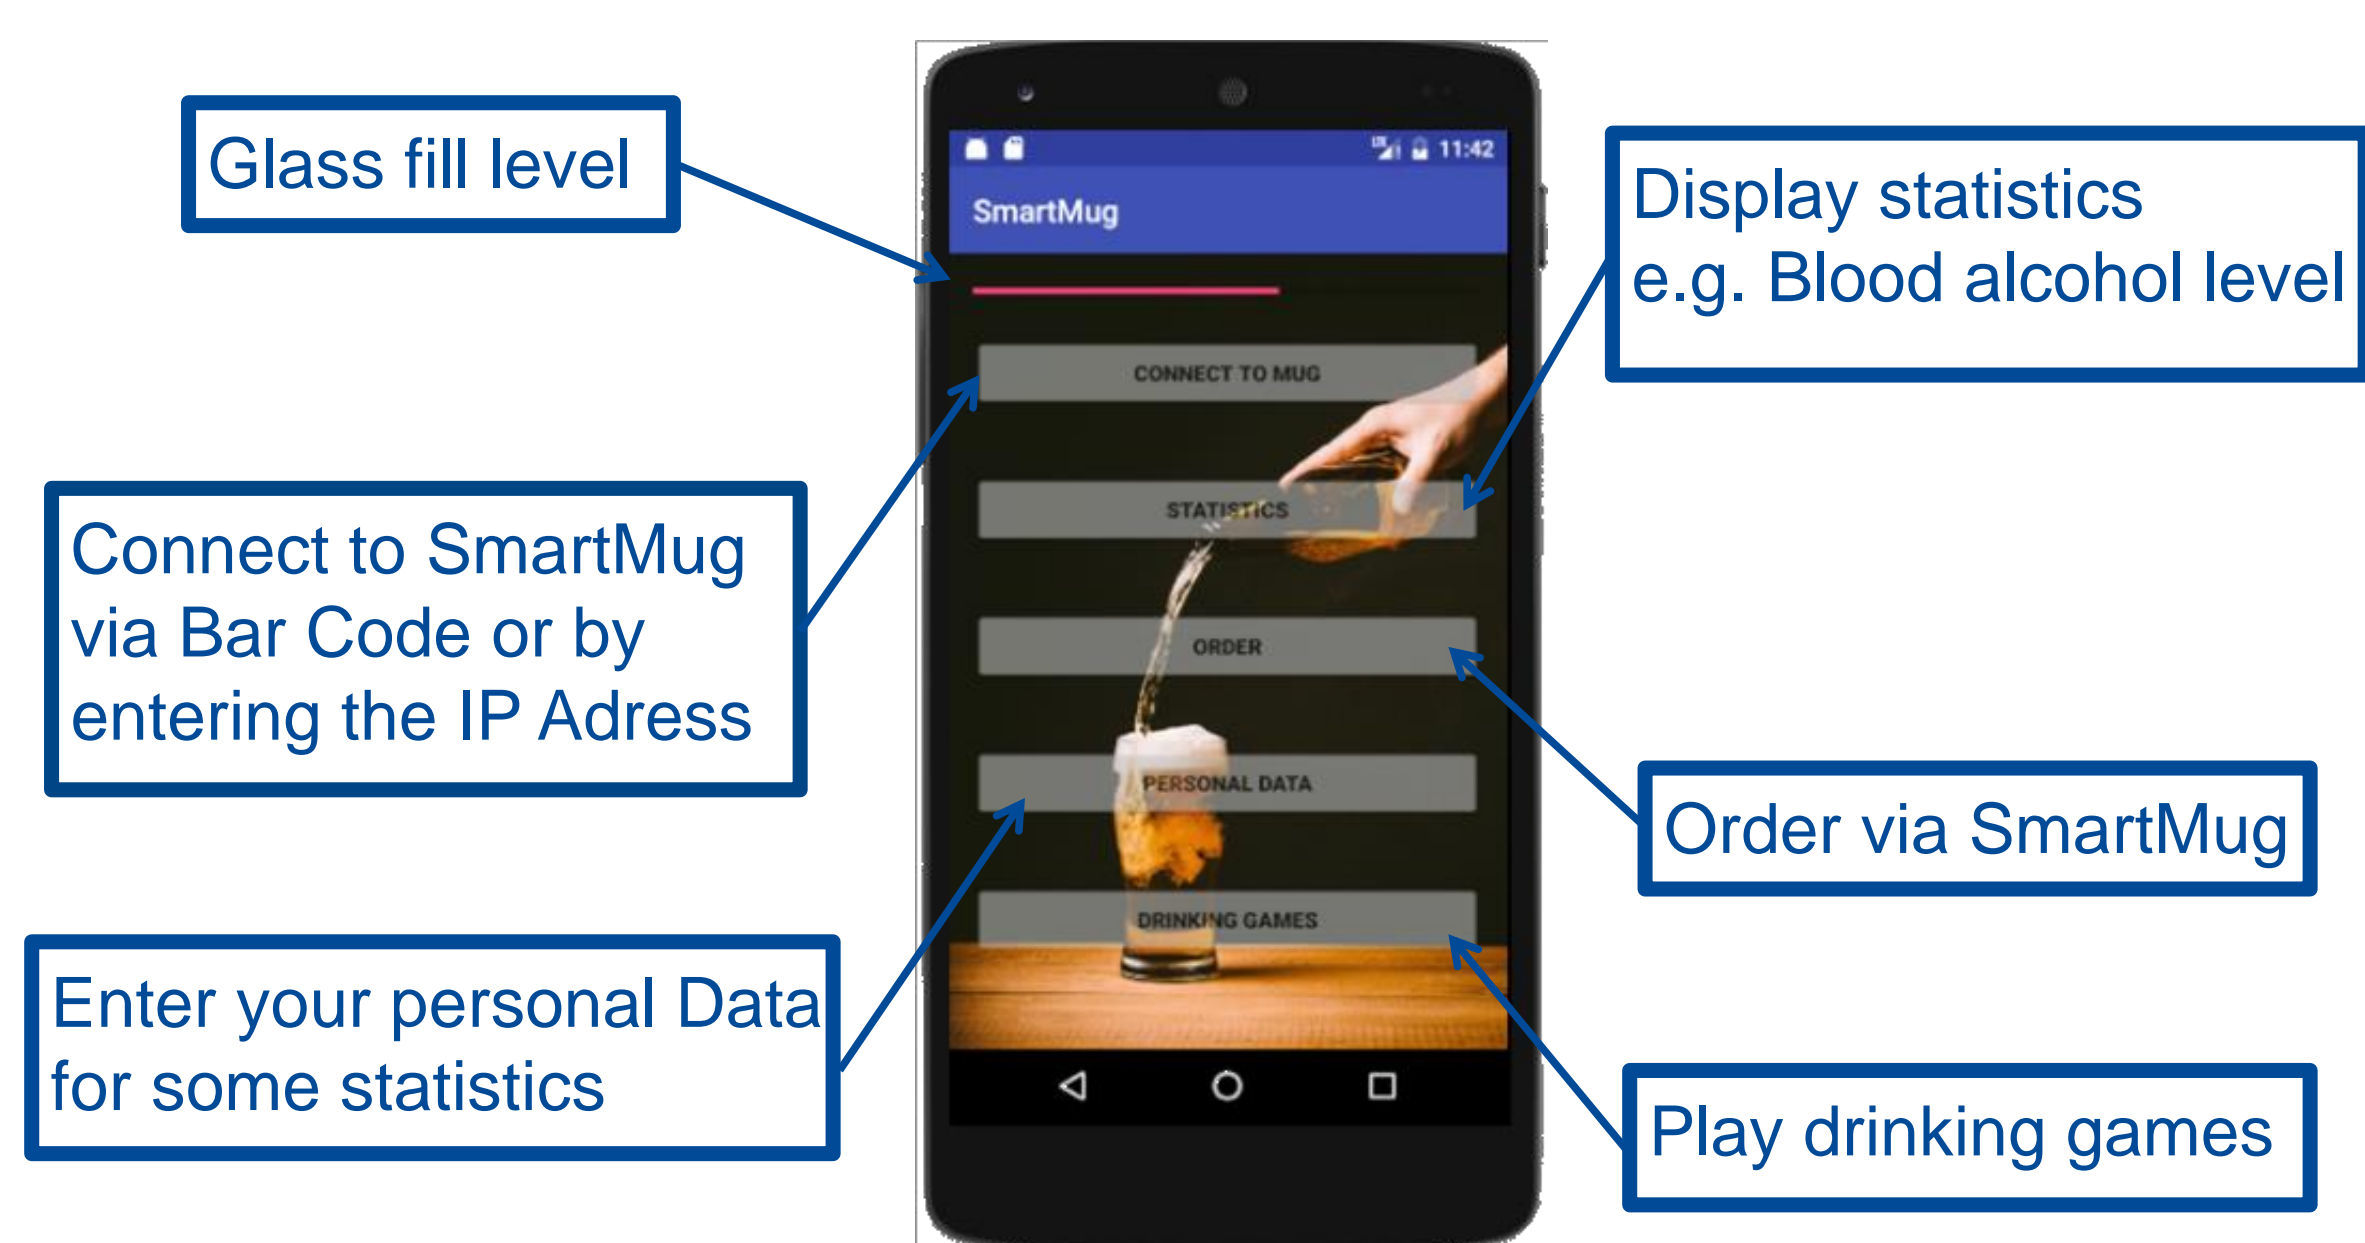 Glass fill level
Connect to SmartMug
via Bar Code or by
entering the IP Adress
Enter your personal Data
for some statistics
11:42
SmartMug
CONNECT TO MUG
STATISTICS
ORDER
PERSONAL DATA
DRINKING GAMES
Display statistics
e.g. Blood alcohol level
Order via SmartMug
Play drinking games